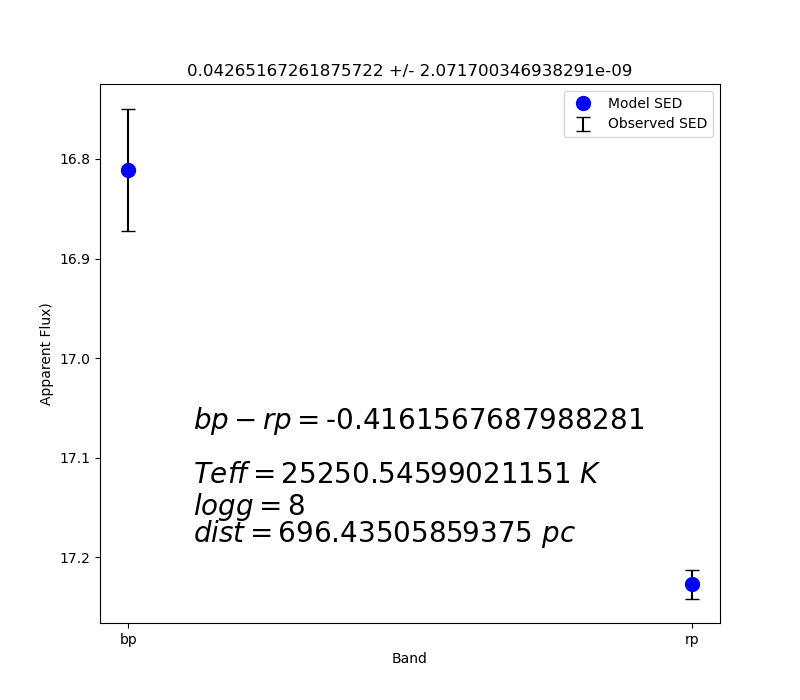 0.04265167261875722 +/- 2.071700346938291e-09
Model SED
Observed SED
16.8
16.9
17.0
17.1
17.2
Apparent Flux)
bp − rp = -0.4161567687988281
Teff = 25250.54599021151 K
logg = 8
dist = 696.43505859375 pc
bp
rp
Band